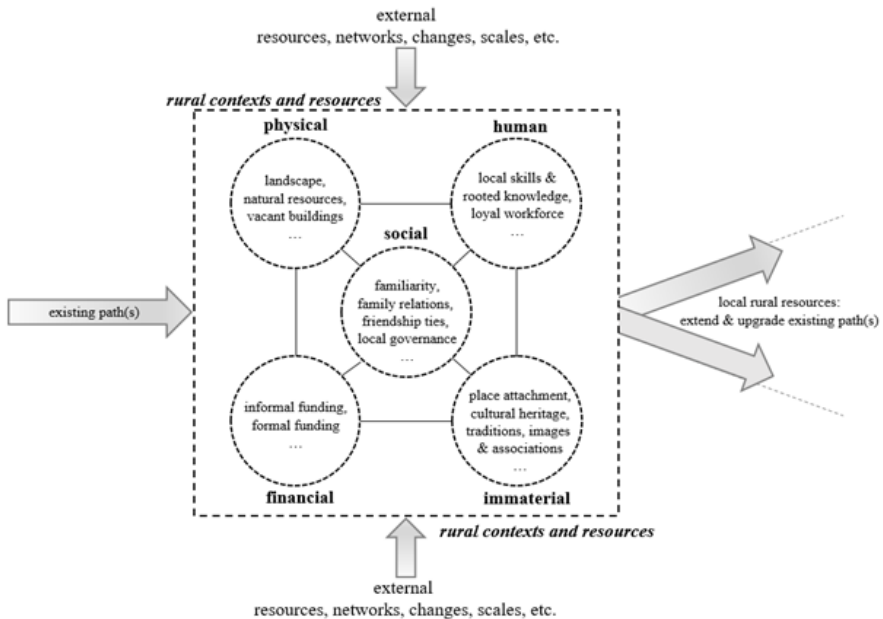 external
resources, networks, changes, scales, etc.
rural contexts and resources
physical
human
landscape,
natural resources,
vacant buildings
...
local skills &
rooted knowledge,
loyal workforce
...
social
familiarity,
family relations,
friendship ties,
local governance
...
existing path(s)
local rural resources:
extend & upgrade existing path(s)
informal funding,
formal funding
...
place attachment,
cultural heritage,
traditions, images
& associations
...
financial
immaterial
rural contexts and resources
external
resources, networks, changes, scales, etc.